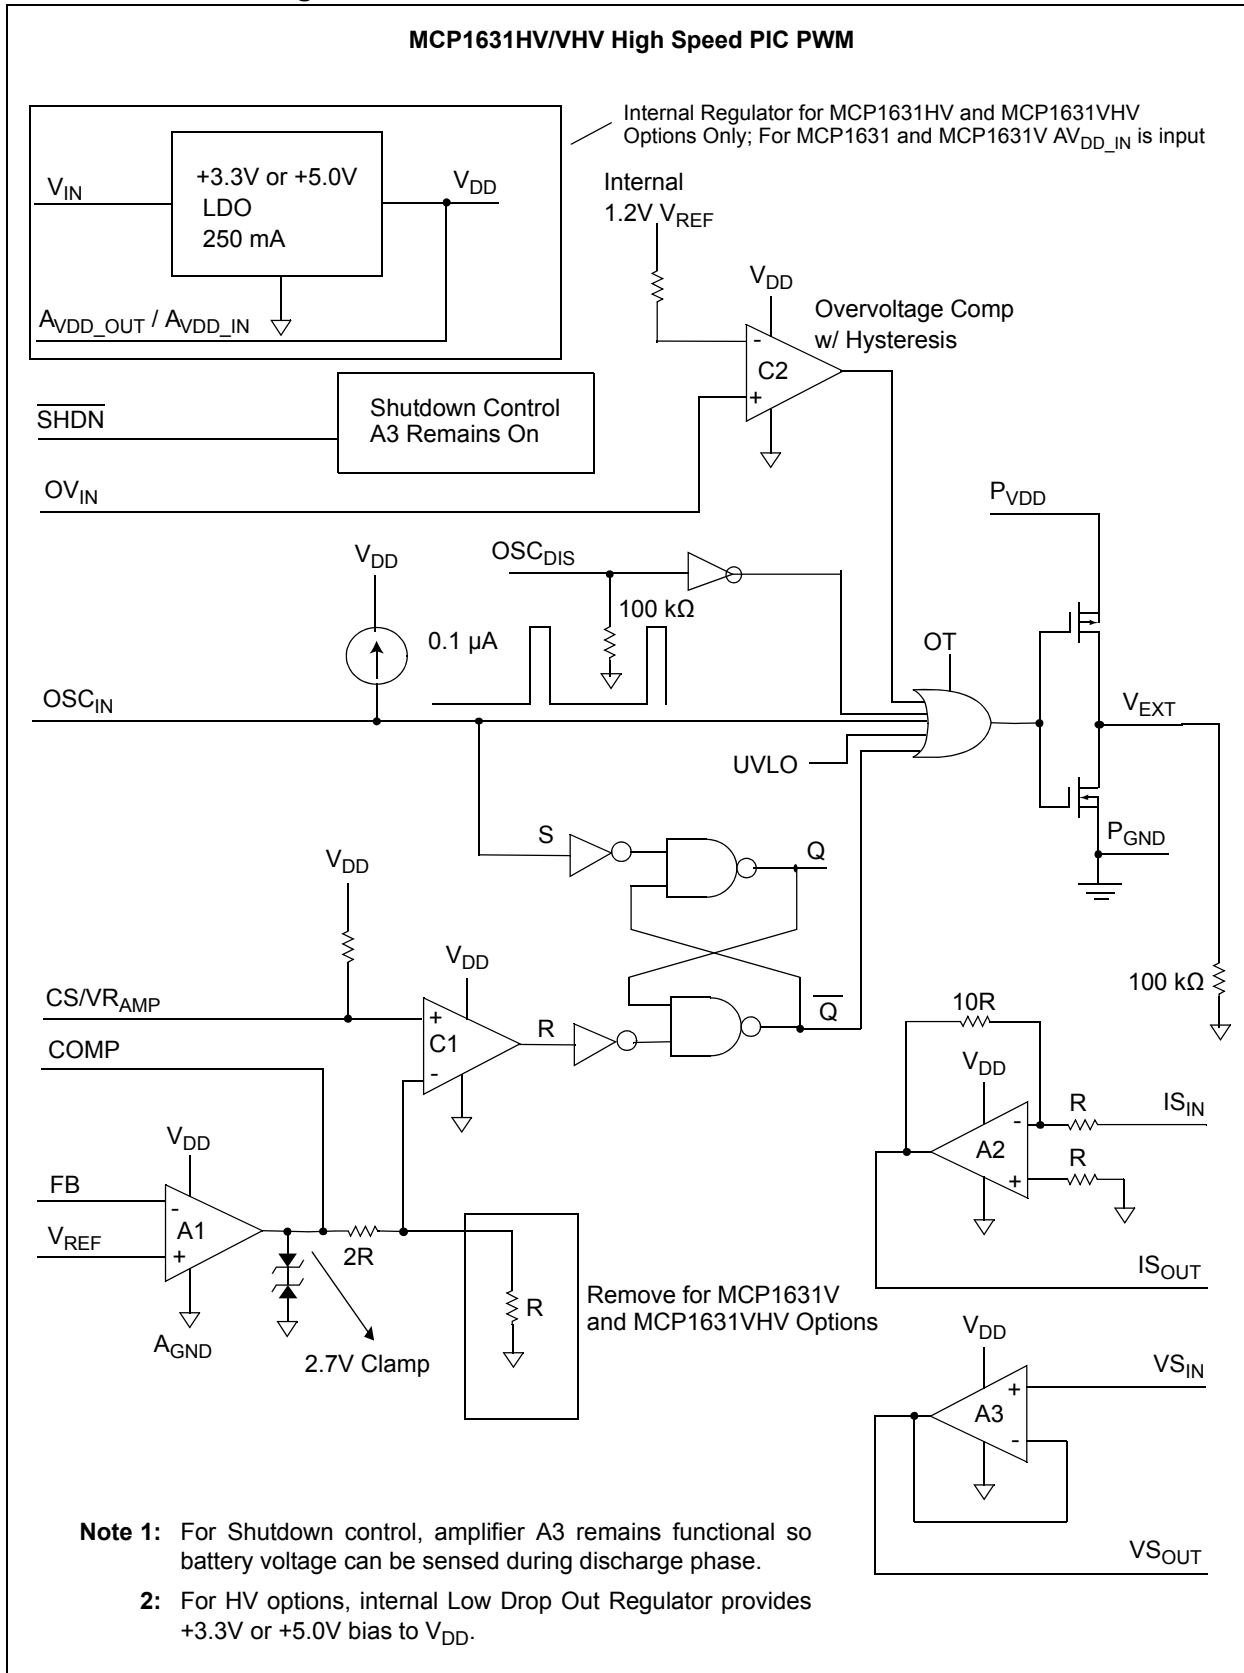 MCP1631HV/VHV High Speed PIC PWM
Internal Regulator for MCP1631HV and MCP1631VHV
Options Only; For MCP1631 and MCP1631V AVDD_IN is input
VIN
+3.3V or +5.0V
LDO
250 mA
VDD
AVDD_OUT / AVDD_IN
Internal
1.2V VREF
VDD
Overvoltage Comp
w/ Hysteresis
-
C2
+
SHDN
Shutdown Control
A3 Remains On
OVIN
PVDD
VDD
OSCDIS
100 kΩ
0.1 µA
OT
OSCIN
VEXT
UVLO
S
Q
PGND
VDD
VDD
100 kΩ
CS/VRAMP
+
C1
-
R
Q
COMP
10R
VDD
R
ISIN
-
A2
R
+
VDD
FB
-
A1
VREF
+
2R
ISOUT
R
Remove for MCP1631V
and MCP1631VHV Options
AGND
2.7V Clamp
VDD
VSIN
+
A3
-
VSOUT
Note 1: For Shutdown control, amplifier A3 remains functional so
battery voltage can be sensed during discharge phase.
2: For HV options, internal Low Drop Out Regulator provides
+3.3V or +5.0V bias to VDD.